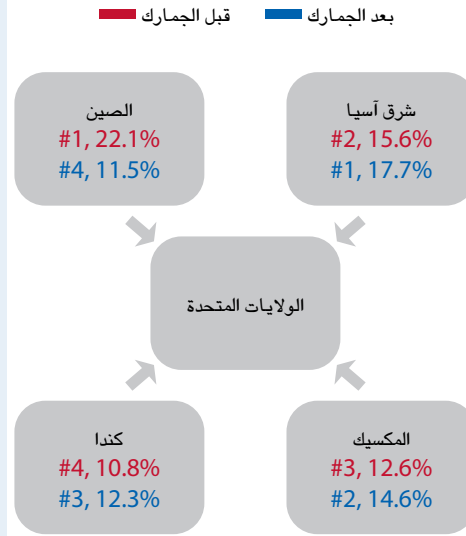 قبل الجمارك بعد الجمارك
الصين
#1, 22.1%
#4, 11.5%
شرق آسيا
#2, 15.6%
#1, 17.7%
الولايات المتحدة
كندا
#4, 10.8%
#3, 12.3%
المكسيك
#3, 12.6%
#2, 14.6%